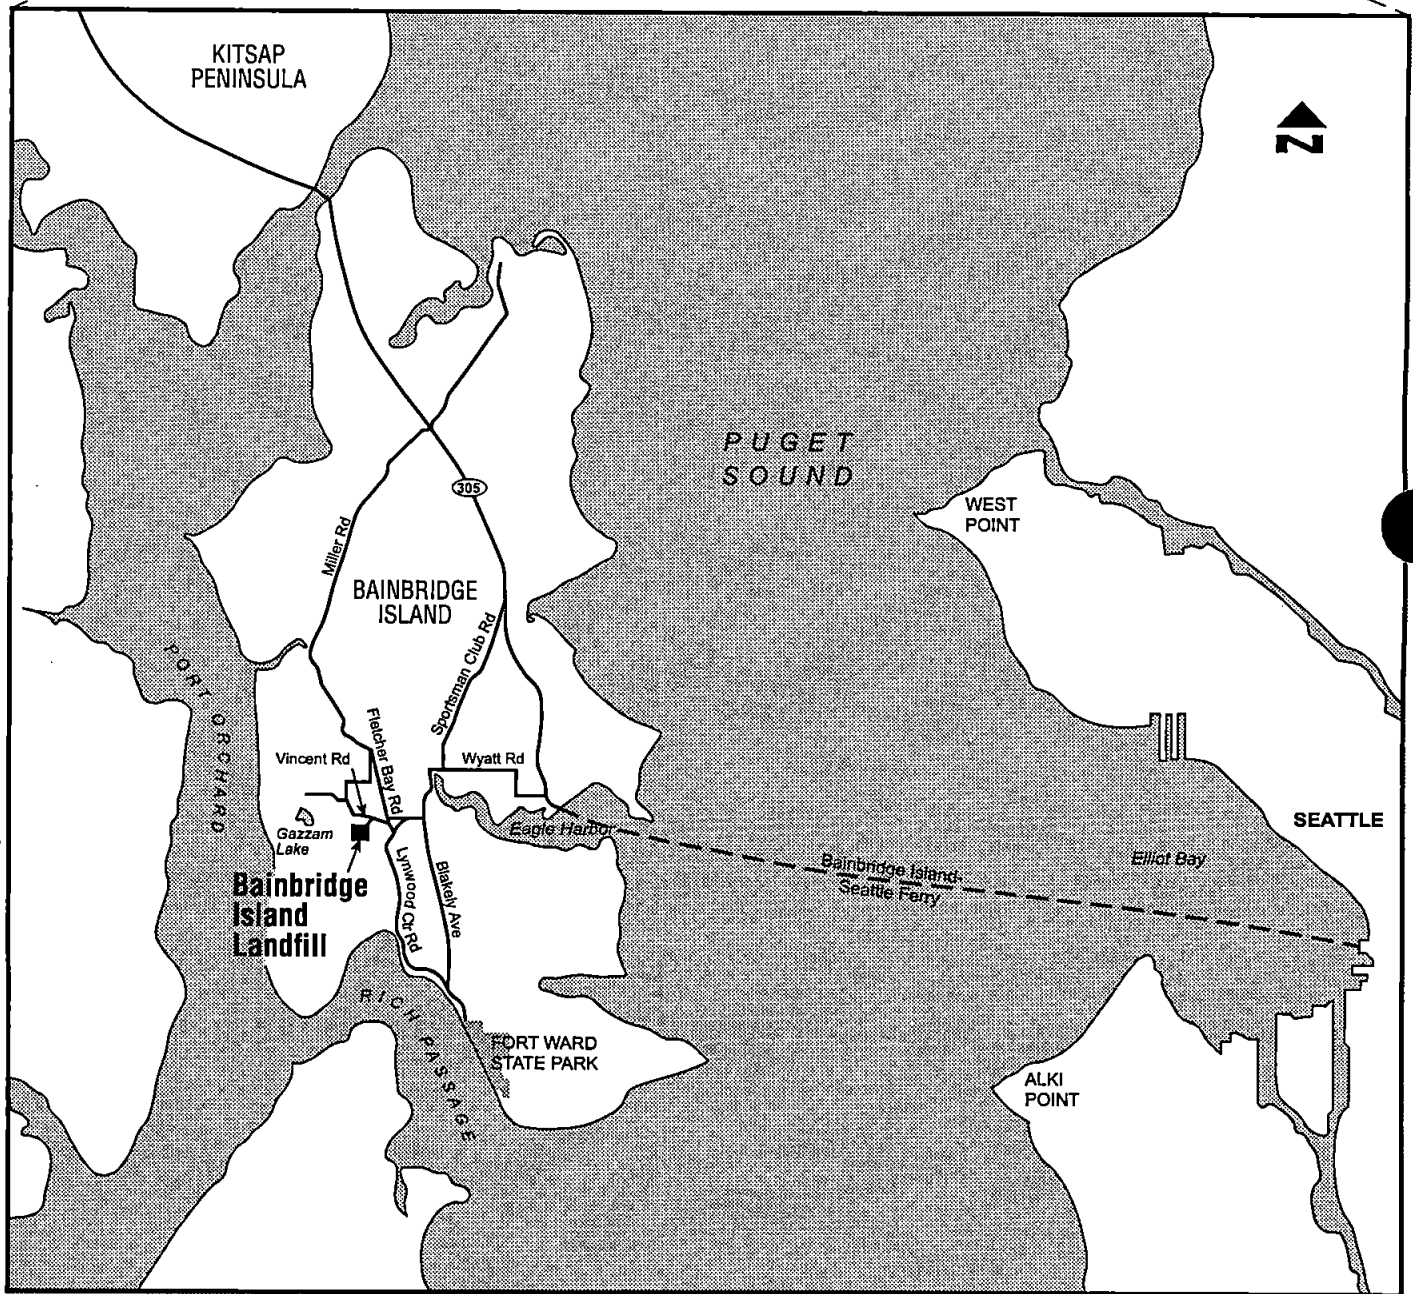 KITSAP
PENINSULA
N
PUGET
SOUND
305
WEST
POINT
Miller Rd
BAINBRIDGE
ISLAND
Sportsman Club Rd
PORT ORCHARD
Fletcher Bay Rd
Vincent Rd
Wyatt Rd
Gazzam
Lake
Eagle Harbor
SEATTLE
Bainbridge Island-
Seattle Ferry
Elliot Bay
Bainbridge
Island
Landfill
Lynwood Ctr Rd
Blakely Ave
RICH PASSAGE
FORT WARD
STATE PARK
ALKI
POINT